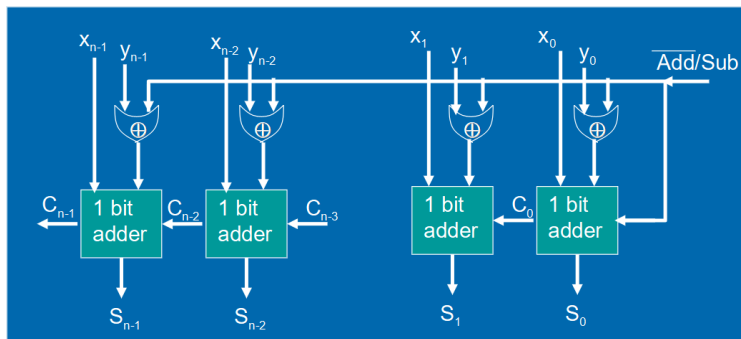 xn-1 yn-1 xn-2 yn-2 x1 y1 x0 y0 Add/Sub
⊕ ⊕ ⊕ ⊕
Cn-1 1 bit adder Cn-2 1 bit adder Cn-3 1 bit adder C0 1 bit adder
Sn-1 Sn-2 S1 S0